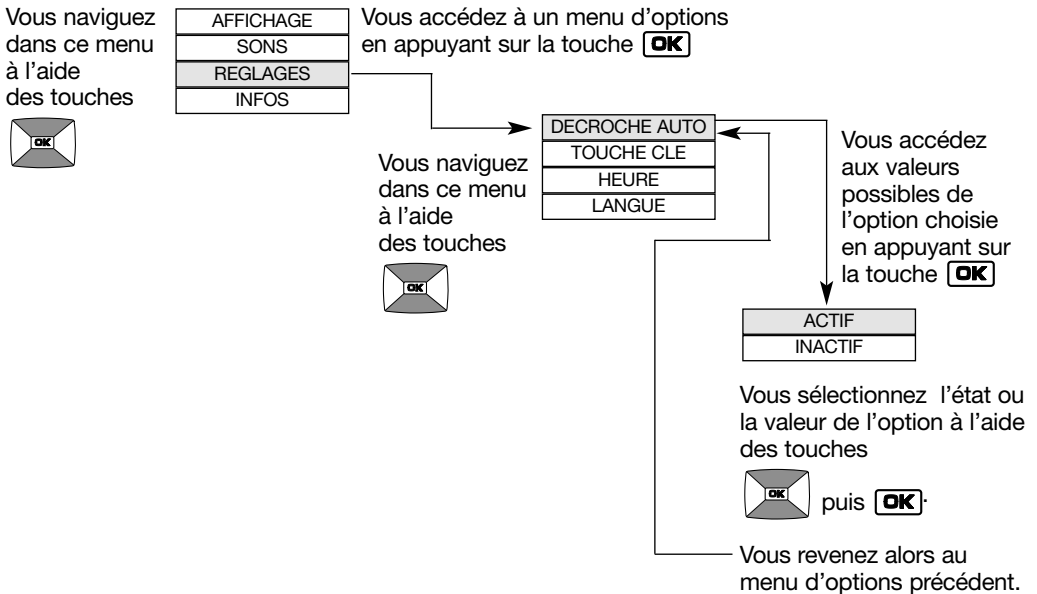 Vous naviguez
dans ce menu
à l’aide
des touches
OK
AFFICHAGE
SONS
REGLAGES
INFOS
Vous accédez à un menu d’options
en appuyant sur la touche OK
Vous naviguez
dans ce menu
à l’aide
des touches
OK
DECROCHE AUTO
TOUCHE CLE
HEURE
LANGUE
Vous accédez
aux valeurs
possibles de
l’option choisie
en appuyant sur
la touche OK
ACTIF
INACTIF
Vous sélectionnez l’état ou
la valeur de l’option à l’aide
des touches
OK puis OK.
Vous revenez alors au
menu d’options précédent.